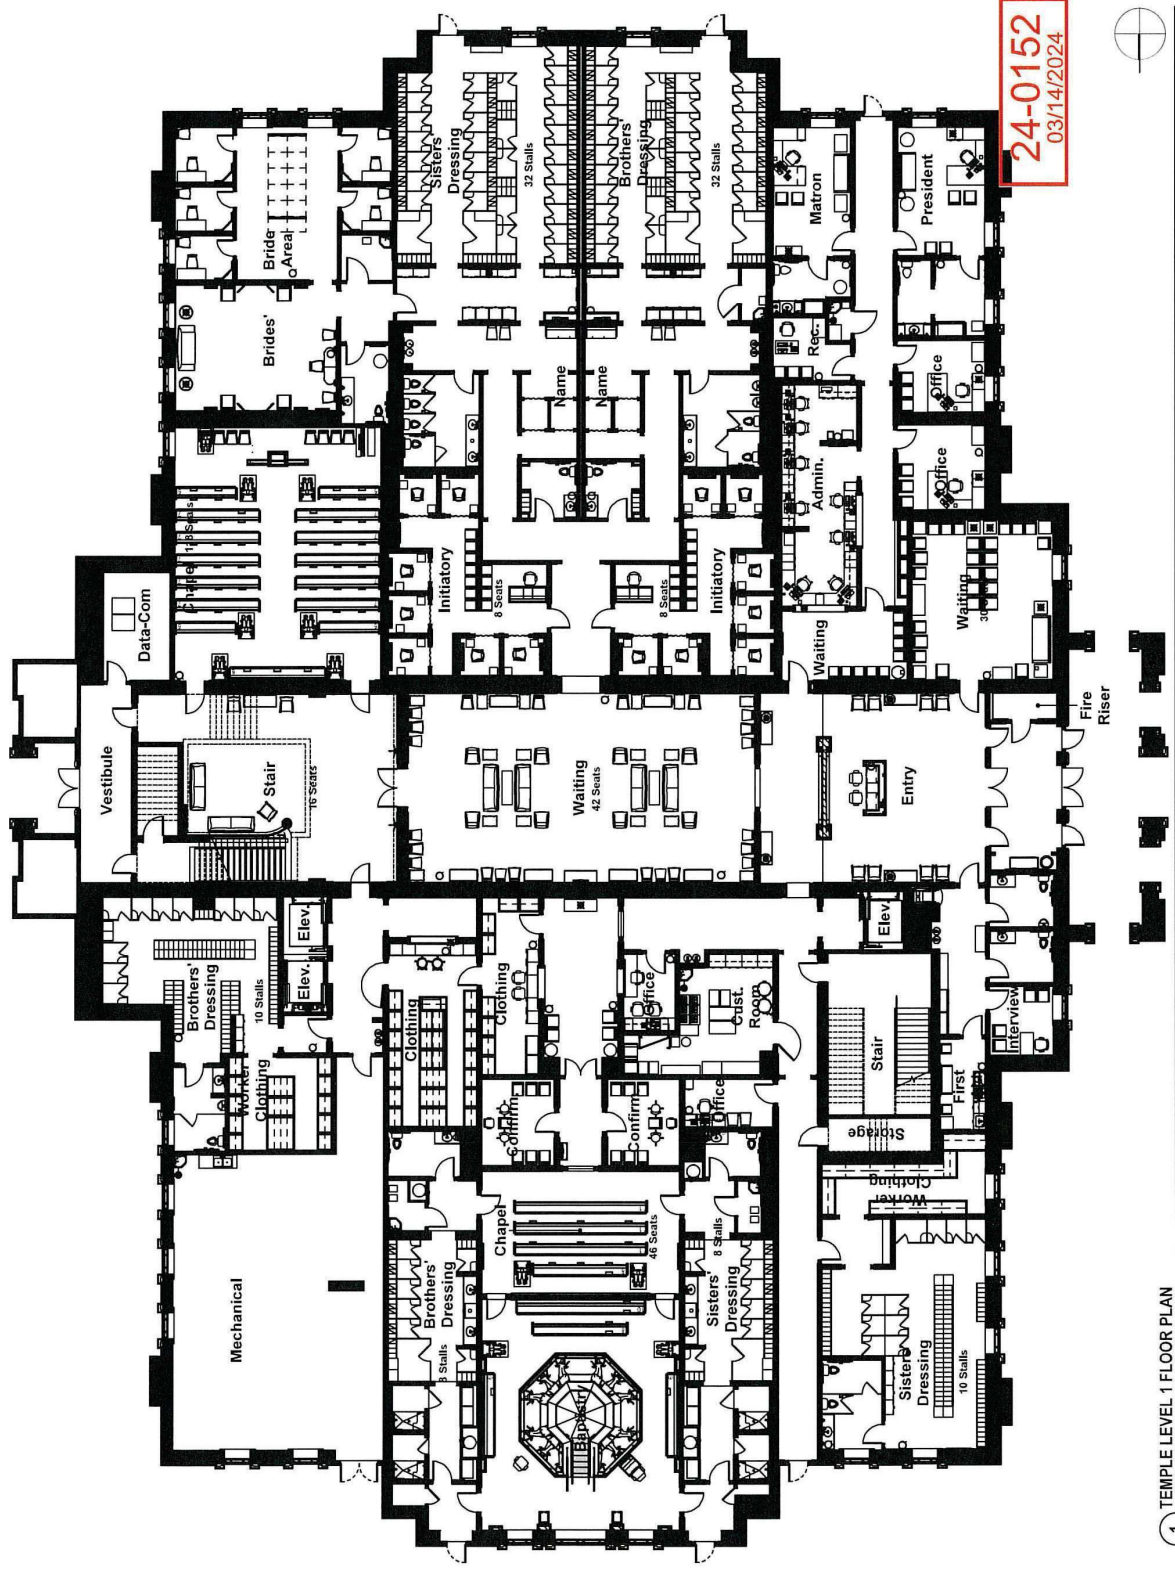 24-0152
03/14/2024
Bride
Area
Brides'
Sisters'
Dressing
32 Stalls
Brothers'
Dressing
32 Stalls
Matron
President
Name
Name
Rec.
Office
Office
Admin.
Chapel
Data-Com
Initiatory
8 Seats
8 Seats
Initiatory
Waiting
Waiting
Fire
Riser
Vestibule
Stair
16 Seats
Waiting
42 Seats
Entry
Brothers'
Dressing
10 Stalls
Elev.
Elev.
Elev.
Worker
Clothing
Clothing
Clothing
Office
Cust.
Room
Office
Confirm.
Confirm.
Stair
Storage
First
Interview
Worker
Clothing
Mechanical
Chapel
46 Seats
Brothers'
Dressing
8 Stalls
Sisters'
Dressing
8 Stalls
Baptistry
Sisters'
Dressing
10 Stalls
1 TEMPLE LEVEL 1 FLOOR PLAN